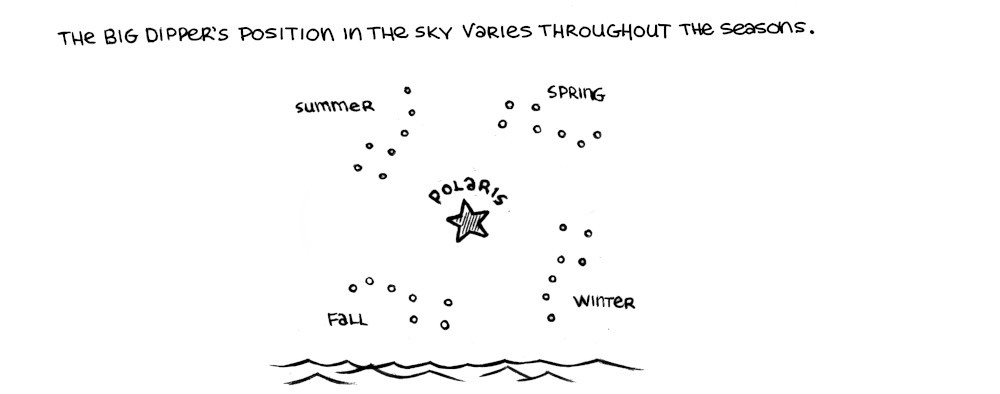 THE BIG DIPPER'S POSITION IN THE SKY VARIES THROUGHOUT THE SEASONS.
SUMMER
SPRING
POLARIS
WINTER
FALL